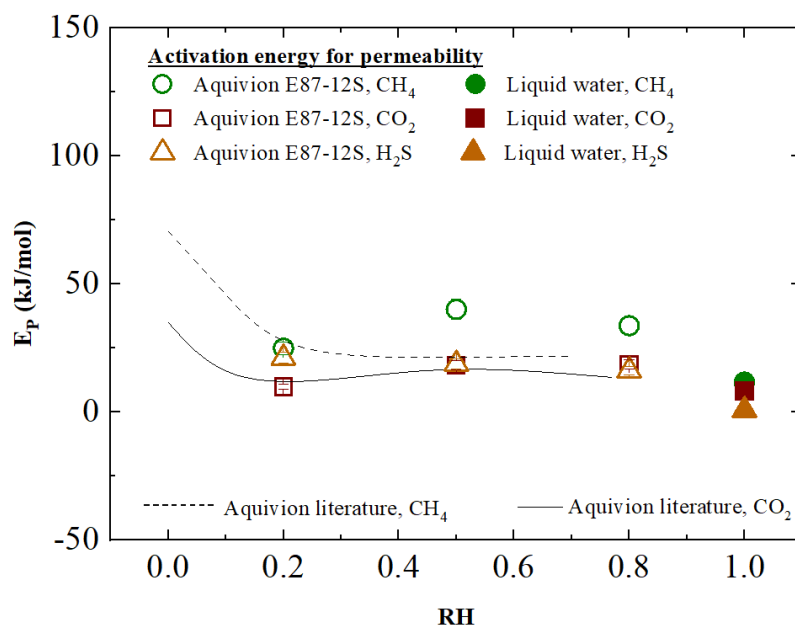 150
100
50
0
-50
E_P (kJ/mol)
Activation energy for permeability
Aquivion E87-12S, CH₄ Liquid water, CH₄
Aquivion E87-12S, CO₂ Liquid water, CO₂
Aquivion E87-12S, H₂S Liquid water, H₂S
Aquivion literature, CH₄ Aquivion literature, CO₂
0.0 0.2 0.4 0.6 0.8 1.0
RH